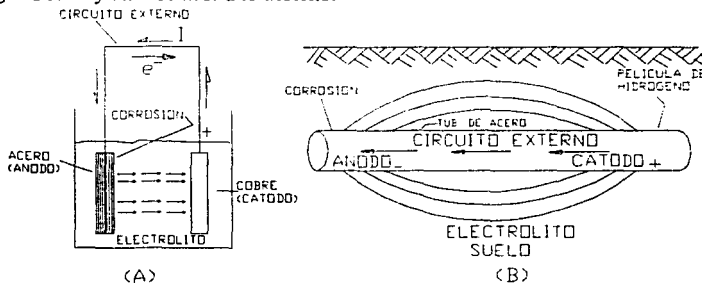 CIRCUITO EXTERNO
I
e-
CORROSION
+
ACERO
(ANODO)
COBRE
(CATODO)
ELECTROLITO
(A)
PELICULA DE
HIDROGENO
CORROSION
TUB DE ACERO
CIRCUITO EXTERNO
ANODO-
CATODO+
ELECTROLITO
SUELO
(B)